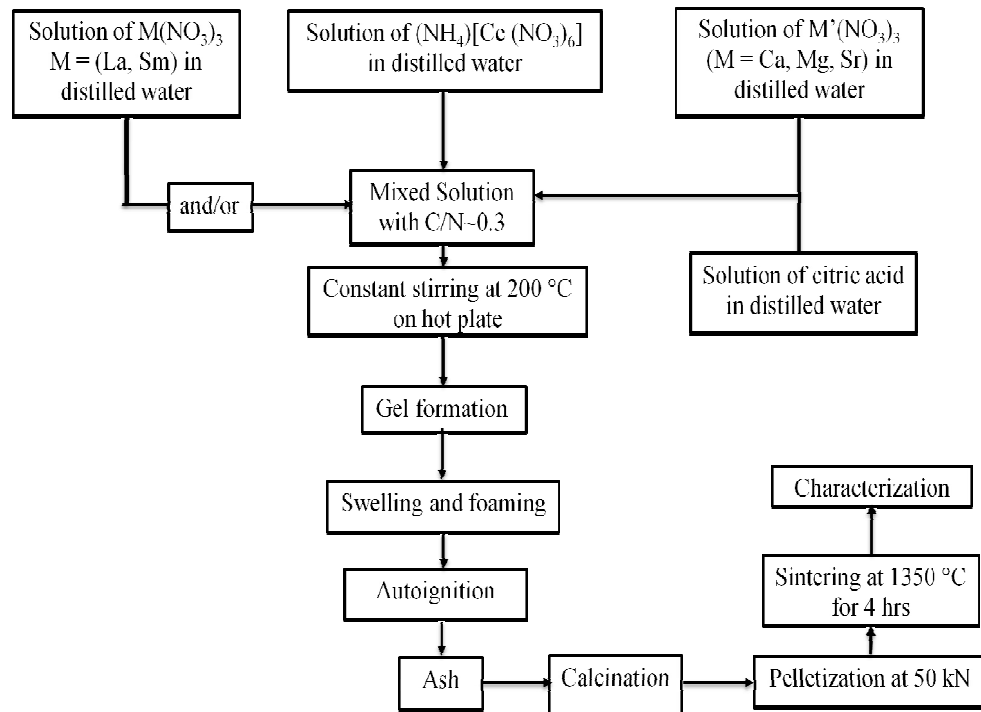 Solution of M(NO₃)₃
M = (La, Sm) in
distilled water
Solution of (NH₄)[Ce (NO₃)₆]
in distilled water
Solution of M’(NO₃)₃
(M = Ca, Mg, Sr) in
distilled water
and/or
Mixed Solution
with C/N~0.3
Solution of citric acid
in distilled water
Constant stirring at 200 °C
on hot plate
Gel formation
Swelling and foaming
Autoignition
Ash
Calcination
Pelletization at 50 kN
Sintering at 1350 °C
for 4 hrs
Characterization